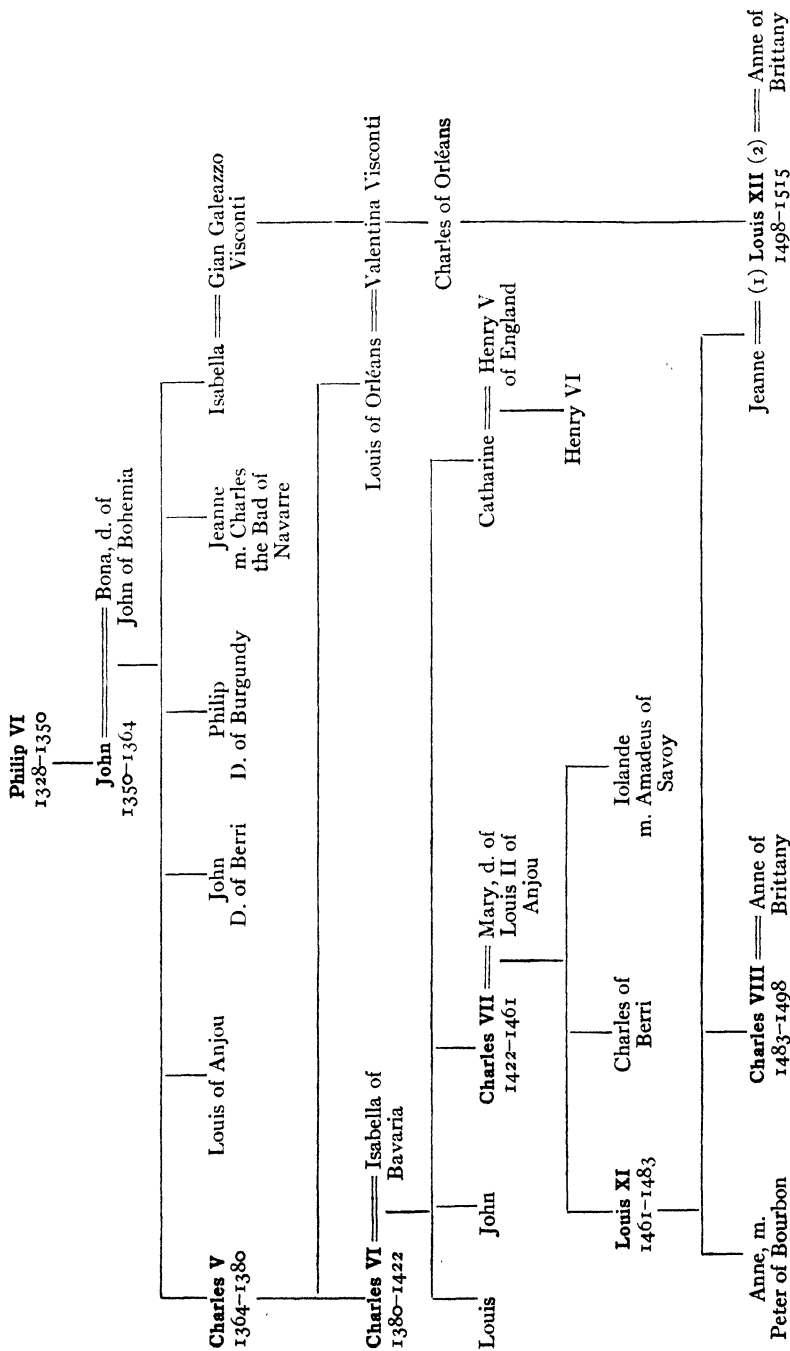 Philip VI
1328–1350
John == Bona, d. of
1350–1364 John of Bohemia
Charles V
1364–1380
Louis of Anjou
John
D. of Berri
Philip
D. of Burgundy
Jeanne
m. Charles
the Bad of
Navarre
Isabella == Gian Galeazzo
Visconti
Charles VI == Isabella of
1380–1422 Bavaria
Louis of Orléans == Valentina Visconti
Louis
John
Charles VII == Mary, d. of
1422–1461 Louis II of
Anjou
Catharine == Henry V
of England
Charles of Orléans
Henry VI
Louis XI
1461–1483
Charles of
Berri
Iolande
m. Amadeus of
Savoy
Anne, m.
Peter of Bourbon
Charles VIII == Anne of
1483–1498 Brittany
Jeanne == (1) Louis XII (2) == Anne of
1498–1515 Brittany